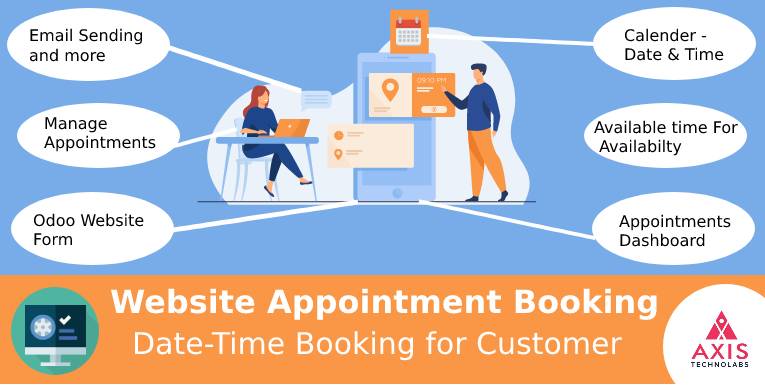 Email Sending
and more
Manage
Appointments
Odoo Website
Form
09:10 PM
Calender -
Date & Time
Available time For
Availabilty
Appointments
Dashboard
Website Appointment Booking
Date-Time Booking for Customer
AXIS
TECHNOLABS